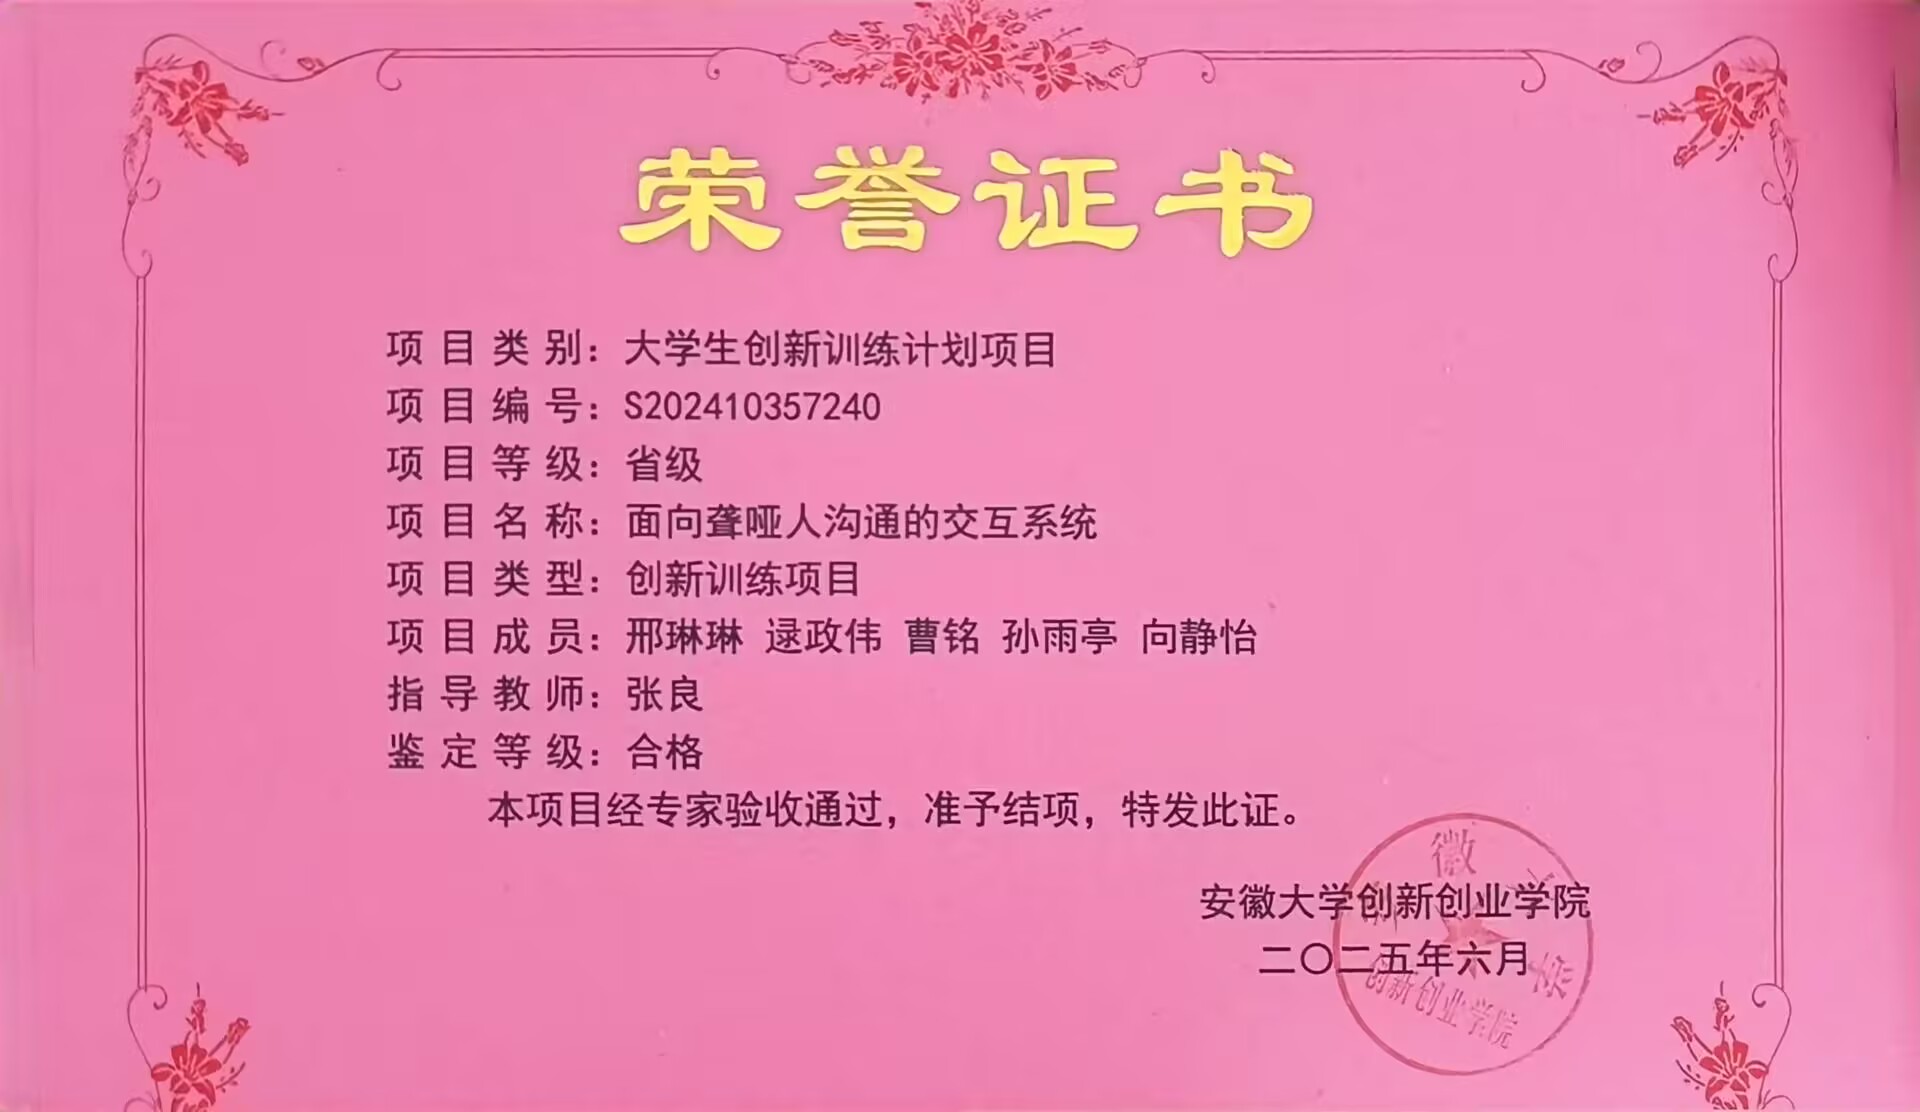 荣誉证书
项目类别：大学生创新训练计划项目
项目编号：S202410357240
项目等级：省级
项目名称：面向聋哑人沟通的交互系统
项目类型：创新训练项目
项目成员：邢琳琳 逯政伟 曹铭 孙雨亭 向静怡
指导教师：张良
鉴定等级：合格
本项目经专家验收通过，准予结项，特发此证。
安徽大学创新创业学院
二〇二五年六月
安徽大学
创新创业学院